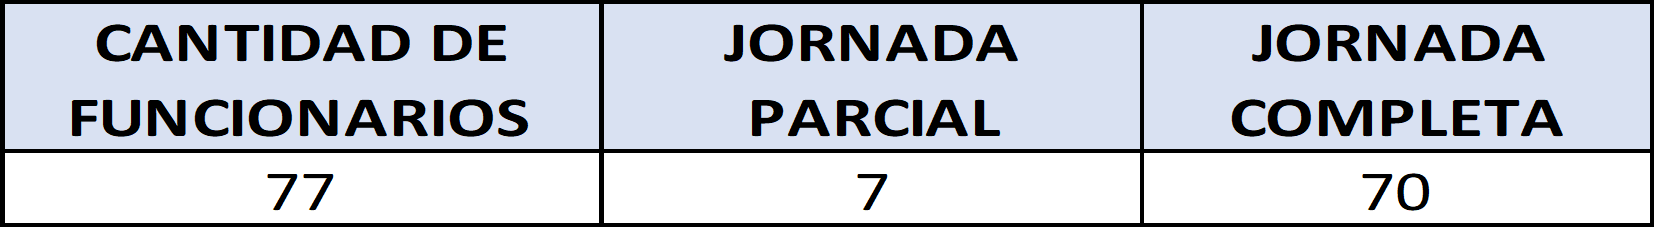 CANTIDAD DE FUNCIONARIOS
JORNADA PARCIAL
JORNADA COMPLETA
77
7
70